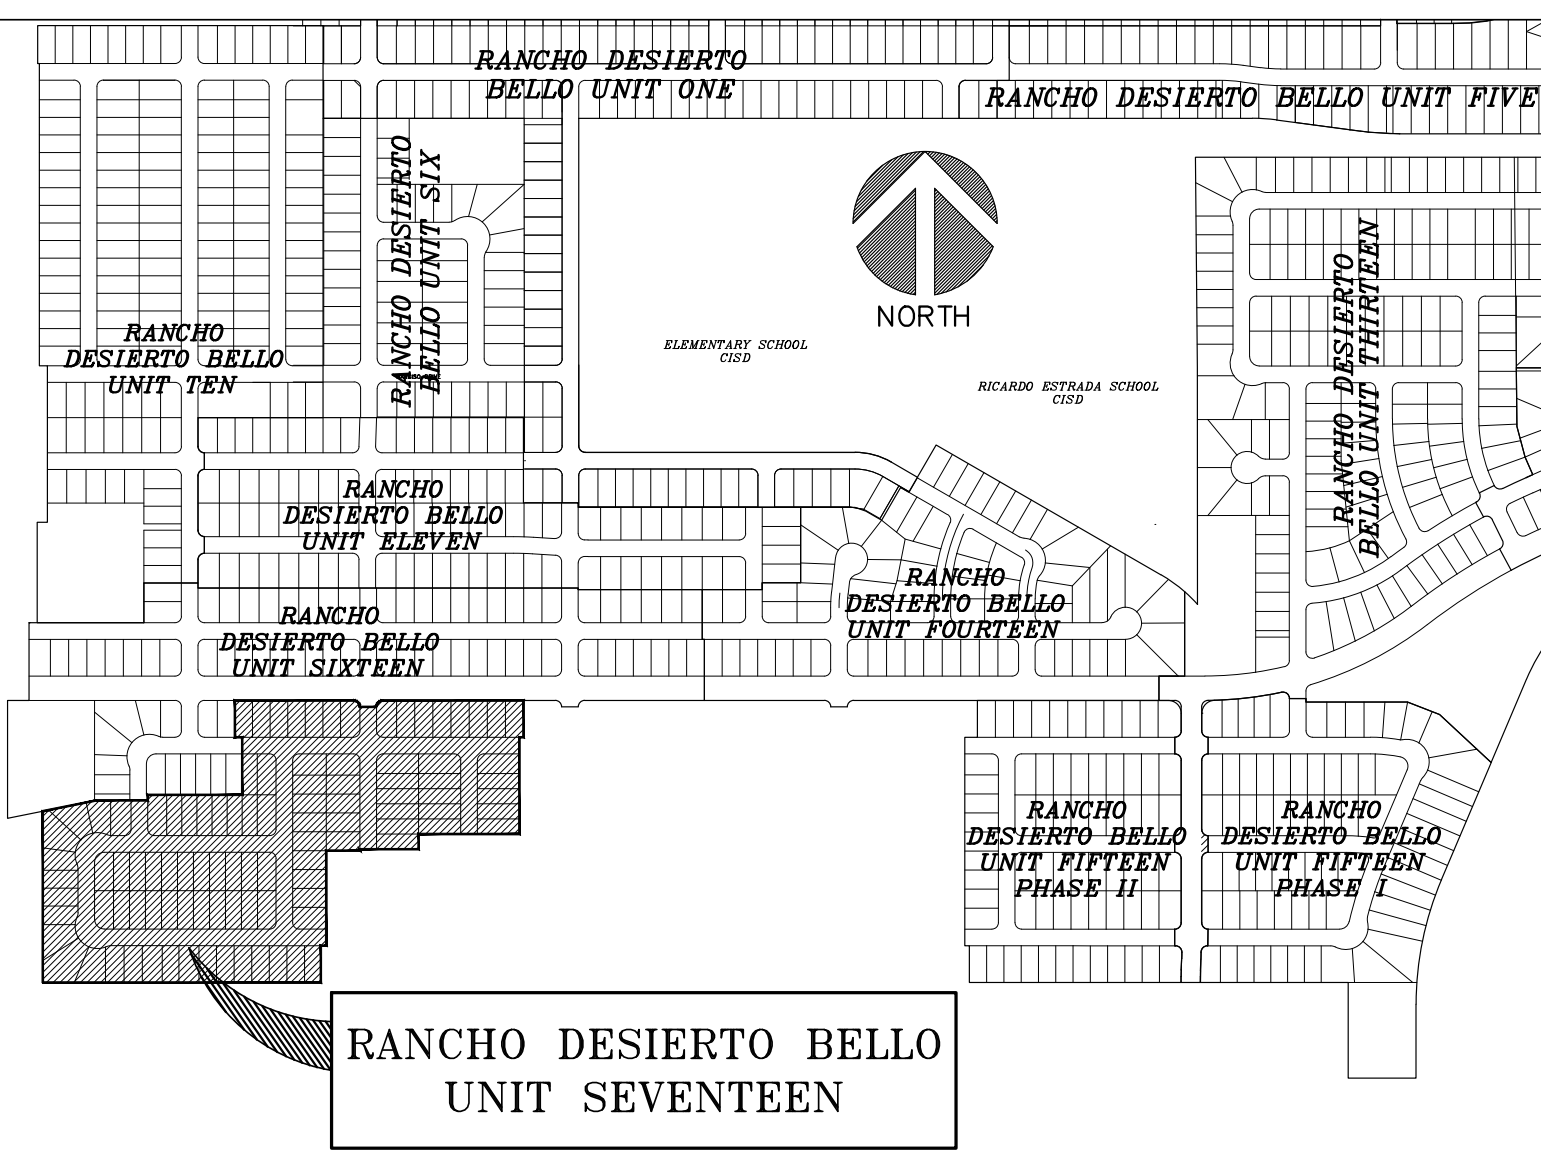 RANCHO DESIERTO
BELLO UNIT ONE
RANCHO DESIERTO BELLO UNIT FIVE
RANCHO DESIERTO
BELLO UNIT SIX
NORTH
RANCHO DESIERTO
BELLO UNIT THIRTEEN
RANCHO
DESIERTO BELLO
UNIT TEN
ELEMENTARY SCHOOL
CISD
RICARDO ESTRADA SCHOOL
CISD
RANCHO
DESIERTO BELLO
UNIT ELEVEN
RANCHO
DESIERTO BELLO
UNIT FOURTEEN
RANCHO
DESIERTO BELLO
UNIT SIXTEEN
RANCHO
DESIERTO BELLO
UNIT FIFTEEN
PHASE II
RANCHO
DESIERTO BELLO
UNIT FIFTEEN
PHASE I
RANCHO DESIERTO BELLO
UNIT SEVENTEEN